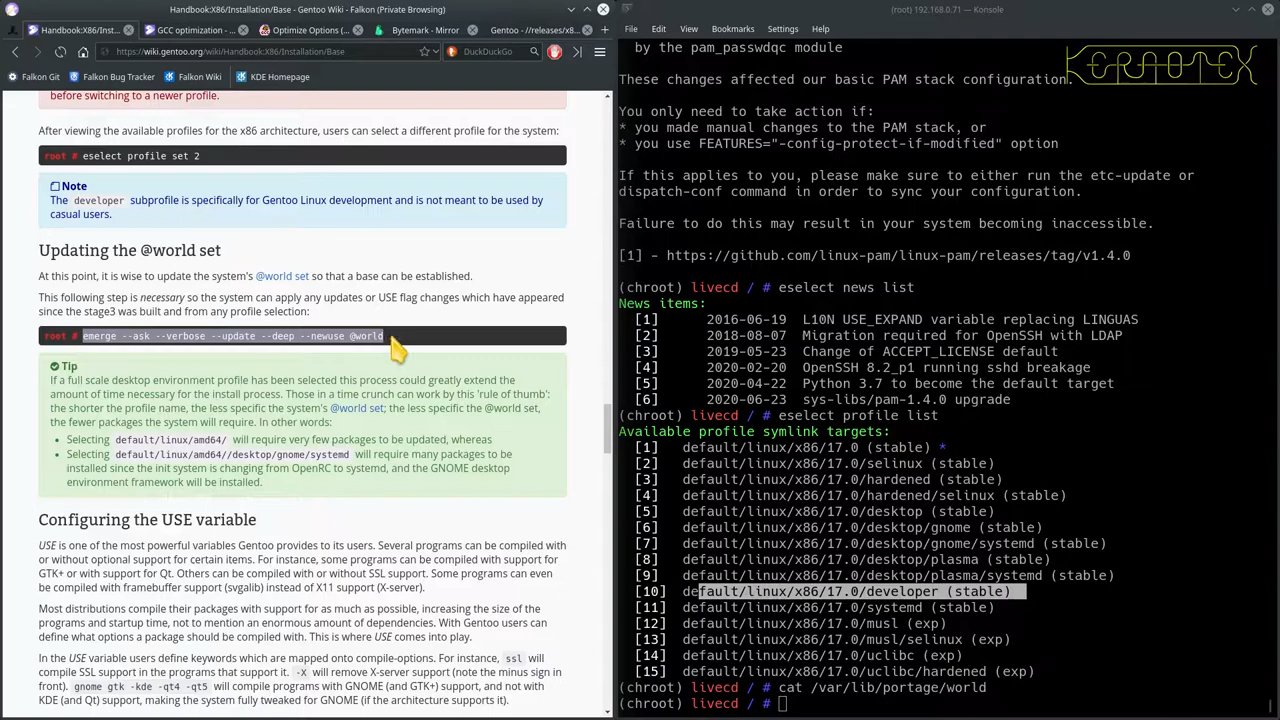 Handbook:X86/Installation/Base - Gentoo Wiki - Falkon (Private Browsing)
Handbook:X86/Inst...
GCC optimization - ...
Optimize Options (...
Bytemark - Mirror
Gentoo - //releases/x8...
https://wiki.gentoo.org/wiki/Handbook:X86/Installation/Base
DuckDuckGo
Falkon Git
Falkon Bug Tracker
Falkon Wiki
KDE Homepage
before switching to a newer profile.
After viewing the available profiles for the x86 architecture, users can select a different profile for the system:
root # eselect profile set 2
Note
The developer subprofile is specifically for Gentoo Linux development and is not meant to be used by
casual users.
Updating the @world set
At this point, it is wise to update the system's @world set so that a base can be established.
This following step is necessary so the system can apply any updates or USE flag changes which have appeared
since the stage3 was built and from any profile selection:
root # emerge --ask --verbose --update --deep --newuse @world
Tip
If a full scale desktop environment profile has been selected this process could greatly extend the
amount of time necessary for the install process. Those in a time crunch can work by this 'rule of thumb':
the shorter the profile name, the less specific the system's @world set; the less specific the @world set,
the fewer packages the system will require. In other words:
Selecting default/linux/amd64/ will require very few packages to be updated, whereas
Selecting default/linux/amd64//desktop/gnome/systemd will require many packages to be
installed since the init system is changing from OpenRC to systemd, and the GNOME desktop
environment framework will be installed.
Configuring the USE variable
USE is one of the most powerful variables Gentoo provides to its users. Several programs can be compiled with
or without optional support for certain items. For instance, some programs can be compiled with support for
GTK+ or with support for Qt. Others can be compiled with or without SSL support. Some programs can even
be compiled with framebuffer support (svgalib) instead of X11 support (X-server).
Most distributions compile their packages with support for as much as possible, increasing the size of the
programs and startup time, not to mention an enormous amount of dependencies. With Gentoo users can
define what options a package should be compiled with. This is where USE comes into play.
In the USE variable users define keywords which are mapped onto compile-options. For instance, ssl will
compile SSL support in the programs that support it. -X will remove X-server support (note the minus sign in
front). gnome gtk -kde -qt4 -qt5 will compile programs with GNOME (and GTK+) support, and not with
KDE (and Qt) support, making the system fully tweaked for GNOME (if the architecture supports it).
(root) 192.168.0.71 — Konsole
File Edit View Bookmarks Settings Help
by the pam_passwdqc module
These changes affected our basic PAM stack configuration.
You only need to take action if:
* you made manual changes to the PAM stack, or
* you use FEATURES="-config-protect-if-modified" option
If this applies to you, please make sure to either run the etc-update or
dispatch-conf command in order to sync your configuration.
Failure to do this may result in your system becoming inaccessible.
[1] - https://github.com/linux-pam/linux-pam/releases/tag/v1.4.0
(chroot) livecd / # eselect news list
News items:
[1] 2016-06-19 L10N USE_EXPAND variable replacing LINGUAS
[2] 2018-08-07 Migration required for OpenSSH with LDAP
[3] 2019-05-23 Change of ACCEPT_LICENSE default
[4] 2020-02-20 OpenSSH 8.2_p1 running sshd breakage
[5] 2020-04-22 Python 3.7 to become the default target
[6] 2020-06-23 sys-libs/pam-1.4.0 upgrade
(chroot) livecd / # eselect profile list
Available profile symlink targets:
[1] default/linux/x86/17.0 (stable) *
[2] default/linux/x86/17.0/selinux (stable)
[3] default/linux/x86/17.0/hardened (stable)
[4] default/linux/x86/17.0/hardened/selinux (stable)
[5] default/linux/x86/17.0/desktop (stable)
[6] default/linux/x86/17.0/desktop/gnome (stable)
[7] default/linux/x86/17.0/desktop/gnome/systemd (stable)
[8] default/linux/x86/17.0/desktop/plasma (stable)
[9] default/linux/x86/17.0/desktop/plasma/systemd (stable)
[10] default/linux/x86/17.0/developer (stable)
[11] default/linux/x86/17.0/systemd (stable)
[12] default/linux/x86/17.0/musl (exp)
[13] default/linux/x86/17.0/musl/selinux (exp)
[14] default/linux/x86/17.0/uclibc (exp)
[15] default/linux/x86/17.0/uclibc/hardened (exp)
(chroot) livecd / # cat /var/lib/portage/world
(chroot) livecd / #